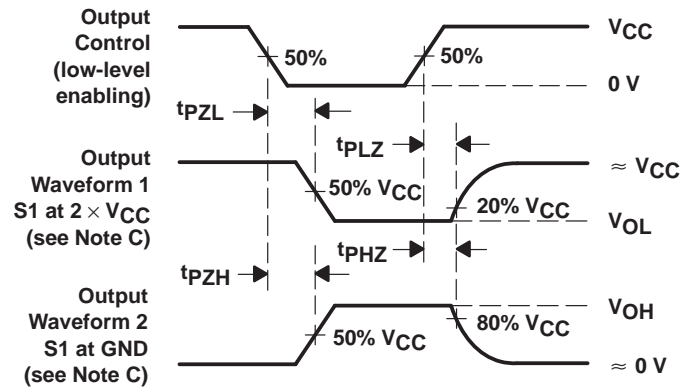 Output
Control
(low-level
enabling)
50%
50%
VCC
0 V
tPZL
tPLZ
Output
Waveform 1
S1 at 2 × VCC
(see Note C)
50% VCC
20% VCC
≈ VCC
VOL
tPZH
tPHZ
Output
Waveform 2
S1 at GND
(see Note C)
50% VCC
80% VCC
VOH
≈ 0 V